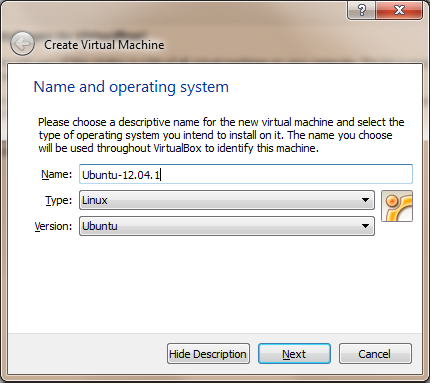 Create Virtual Machine
Name and operating system
Please choose a descriptive name for the new virtual machine and select the
type of operating system you intend to install on it. The name you choose
will be used throughout VirtualBox to identify this machine.
Name: Ubuntu-12.04.1
Type: Linux
Version: Ubuntu
Hide Description Next Cancel